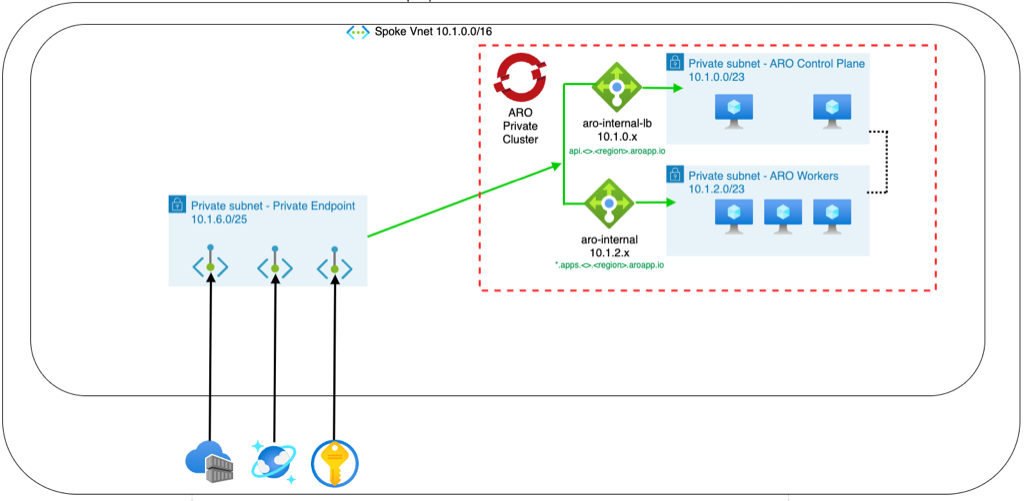 Spoke Vnet 10.1.0.0/16
ARO
Private
Cluster
aro-internal-lb
10.1.0.x
api.<>.<region>.aroapp.io
Private subnet - ARO Control Plane
10.1.0.0/23
Private subnet - ARO Workers
10.1.2.0/23
aro-internal
10.1.2.x
*.apps.<>.<region>.aroapp.io
Private subnet - Private Endpoint
10.1.6.0/25